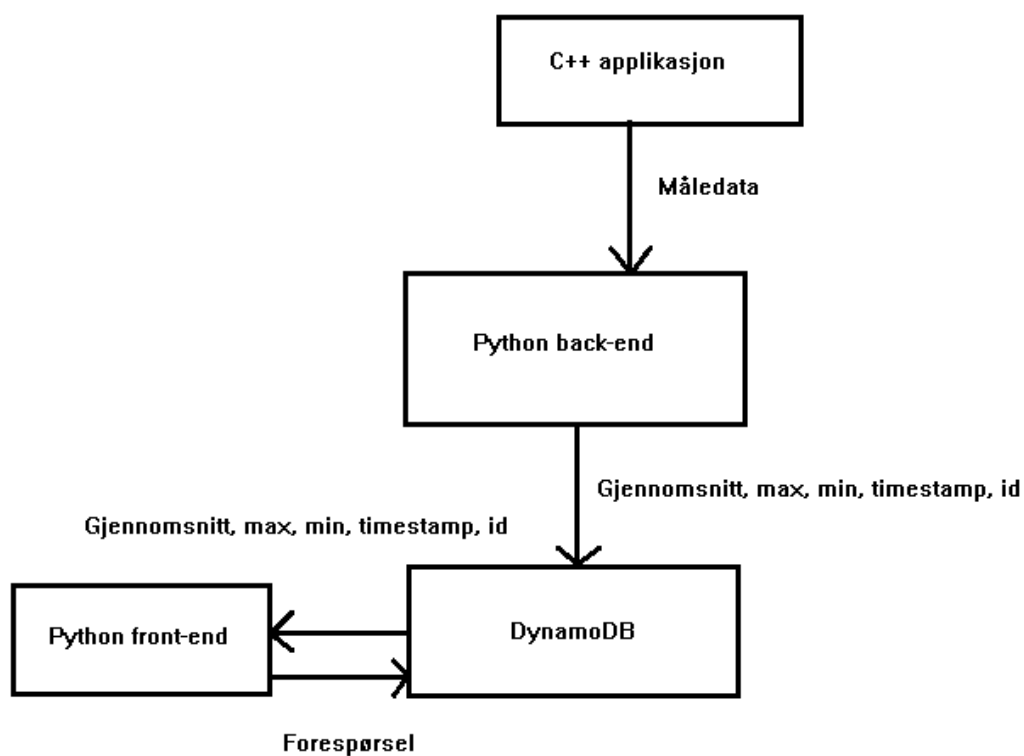 C++ applikasjon
Måledata
Python back-end
Gjennomsnitt, max, min, timestamp, id
Gjennomsnitt, max, min, timestamp, id
Python front-end
DynamoDB
Forespørsel